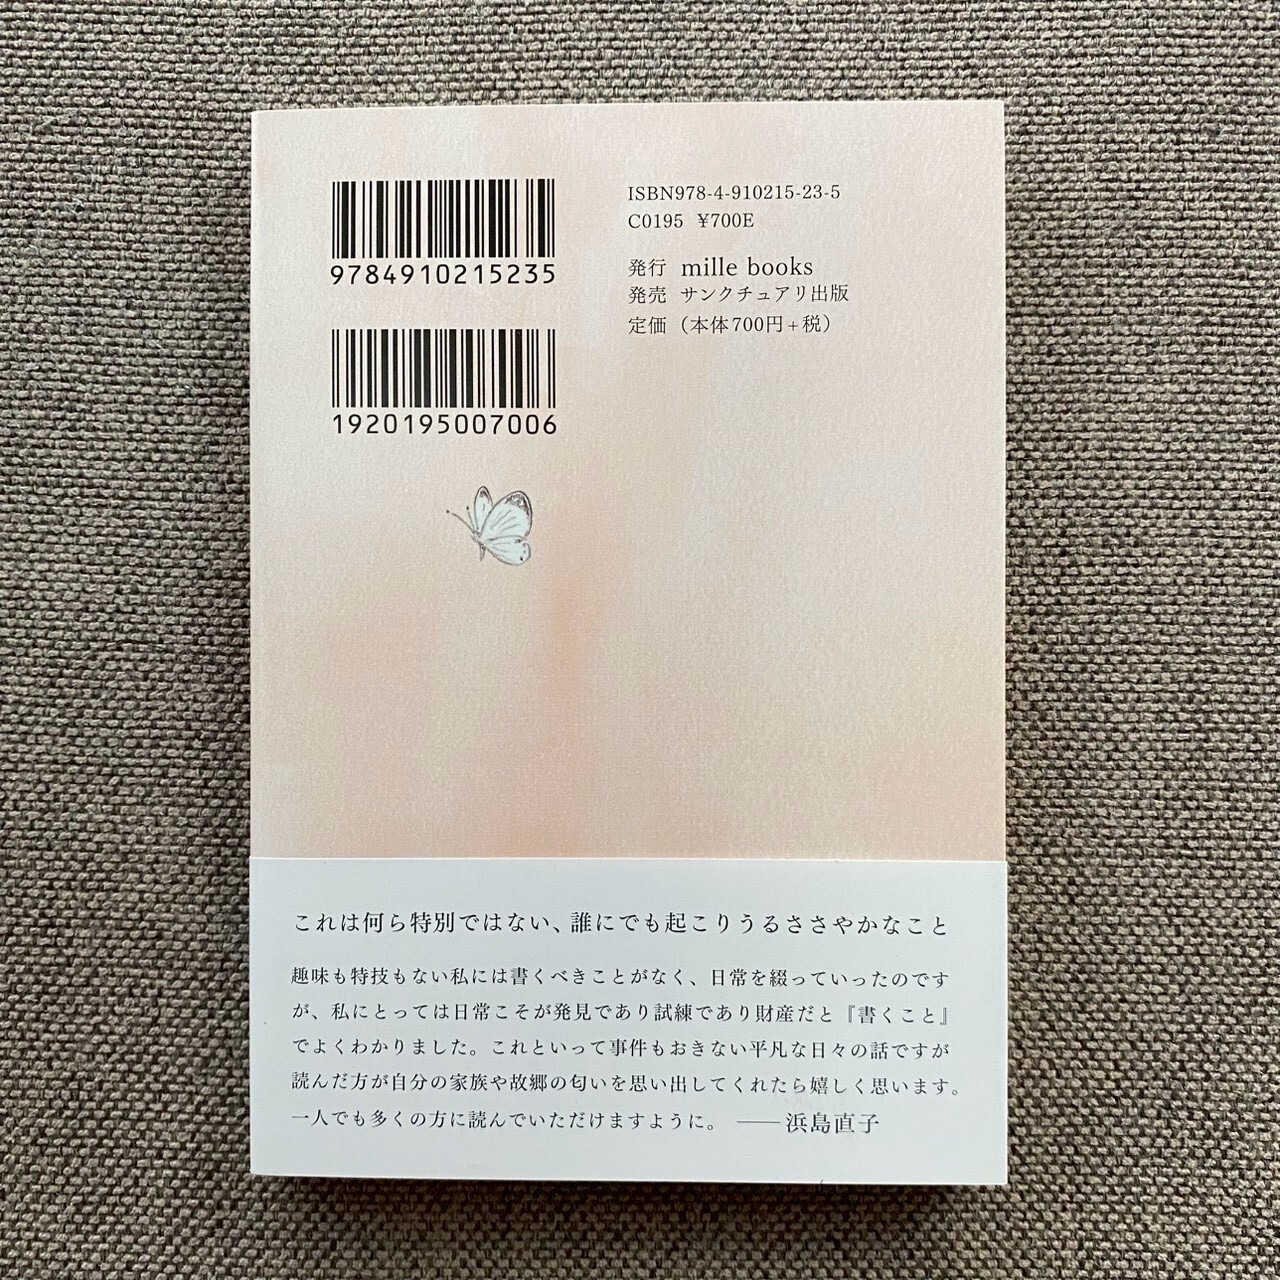 9784910215235
1920195007006
ISBN978-4-910215-23-5
C0195 ¥700E
発行 mille books
発売 サンクチュアリ出版
定価（本体700円+税）
これは何ら特別ではない、誰にでも起こりうるささやかなこと
趣味も特技もない私には書くべきことがなく、日常を綴っていったのです
が、私にとっては日常こそが発見であり試練であり財産だと『書くこと』
でよくわかりました。これといって事件もおきない平凡な日々の話ですが
読んだ方が自分の家族や故郷の匂いを思い出してくれたら嬉しく思います。
一人でも多くの方に読んでいただけますように。 ——浜島直子